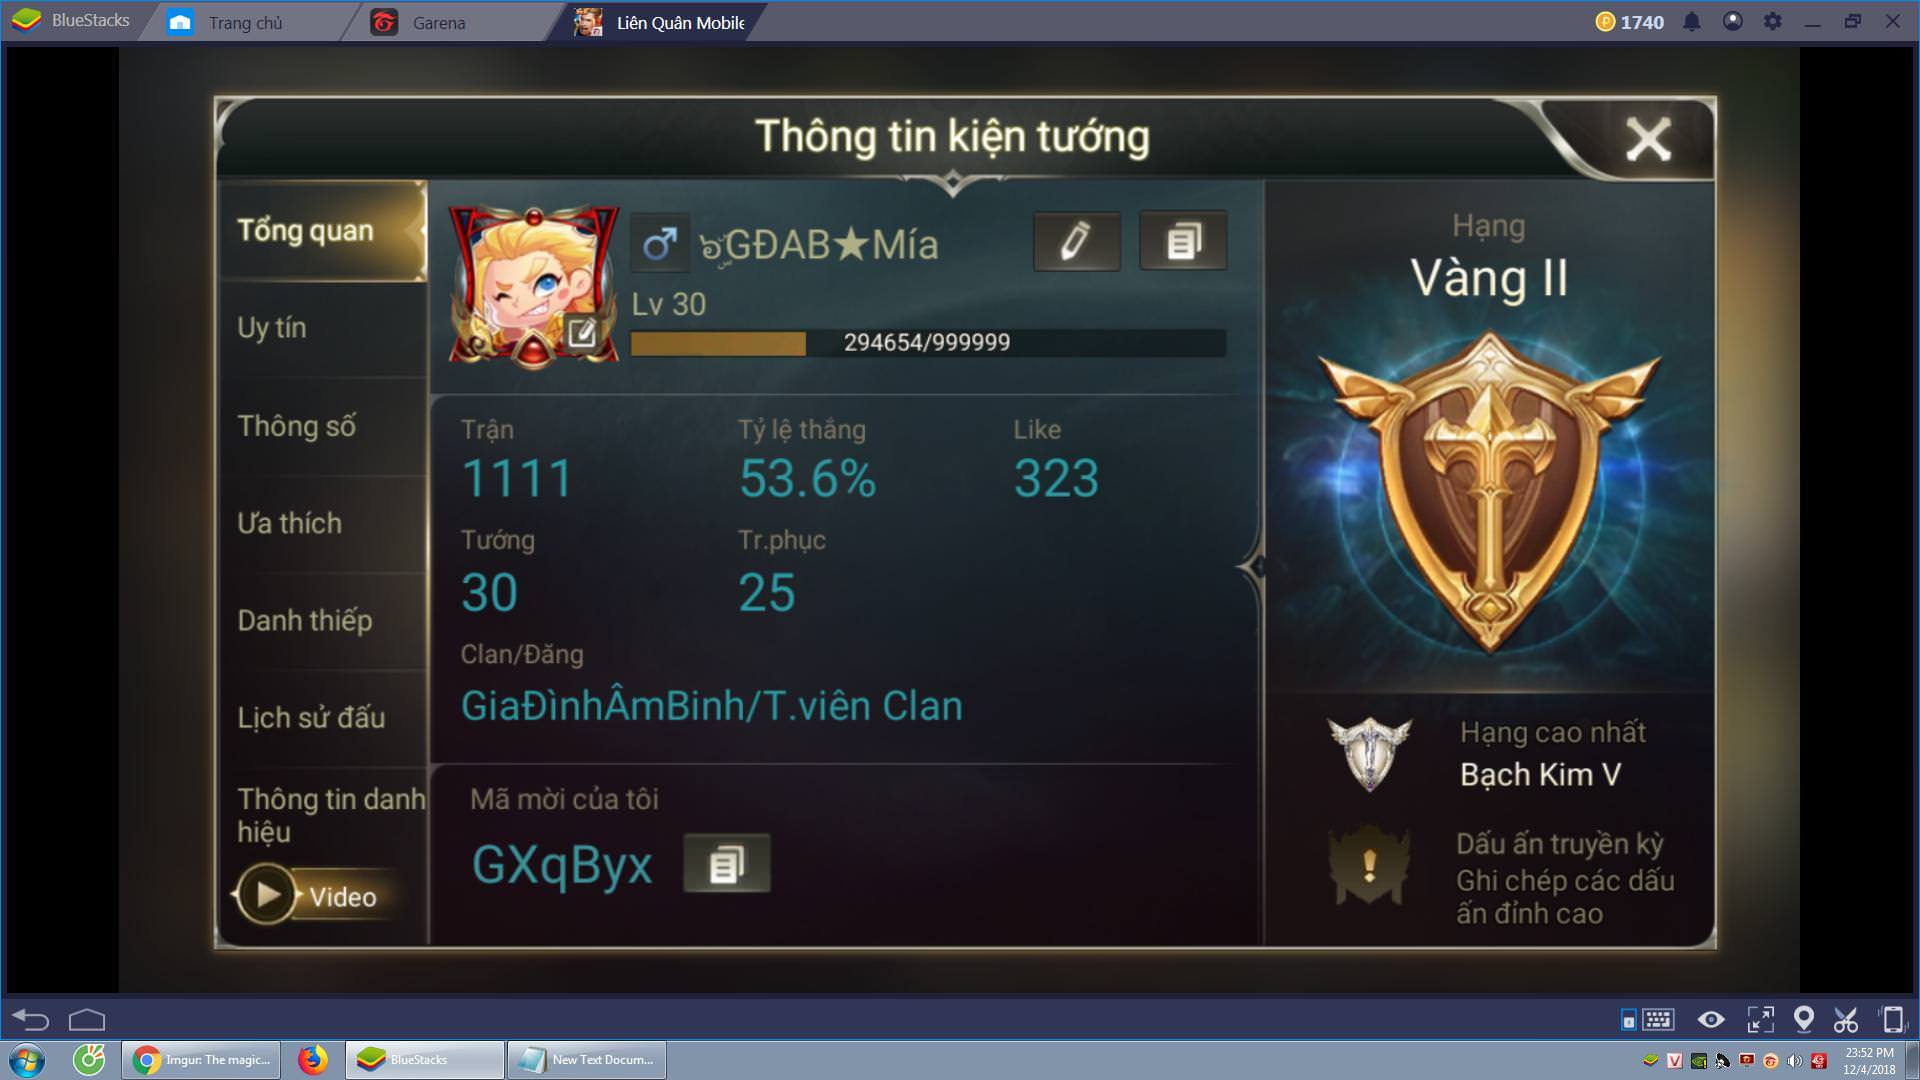 BlueStacks
Trang chủ
Garena
Liên Quân Mobile
1740
Thông tin kiện tướng
Tổng quan
Uy tín
Thông số
Ưa thích
Danh thiếp
Lịch sử đấu
Thông tin danh
hiệu
Video
GĐAB★Mía
Lv 30
294654/999999
Trận
Tỷ lệ thắng
Like
1111
53.6%
323
Tướng
Tr.phục
30
25
Clan/Đăng
GiaĐìnhÂmBinh/T.viên Clan
Mã mời của tôi
GXqByx
Hạng
Vàng II
Hạng cao nhất
Bạch Kim V
Dấu ấn truyền kỳ
Ghi chép các dấu
ấn đỉnh cao
Imgur: The magic...
BlueStacks
New Text Docum...
23:52 PM
12/4/2018